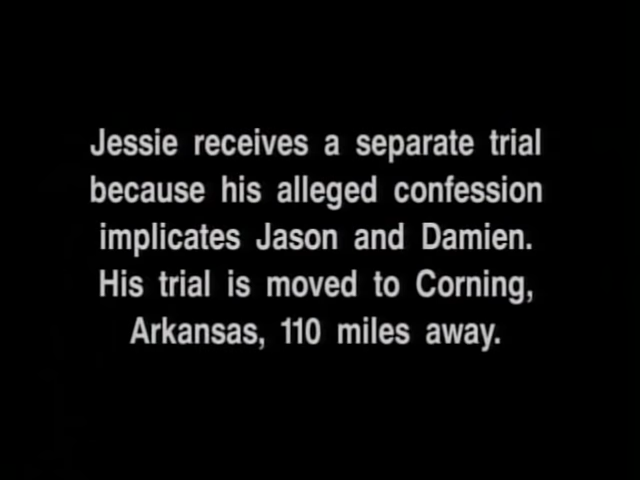 Jessie receives a separate trial
because his alleged confession
implicates Jason and Damien.
His trial is moved to Corning,
Arkansas, 110 miles away.